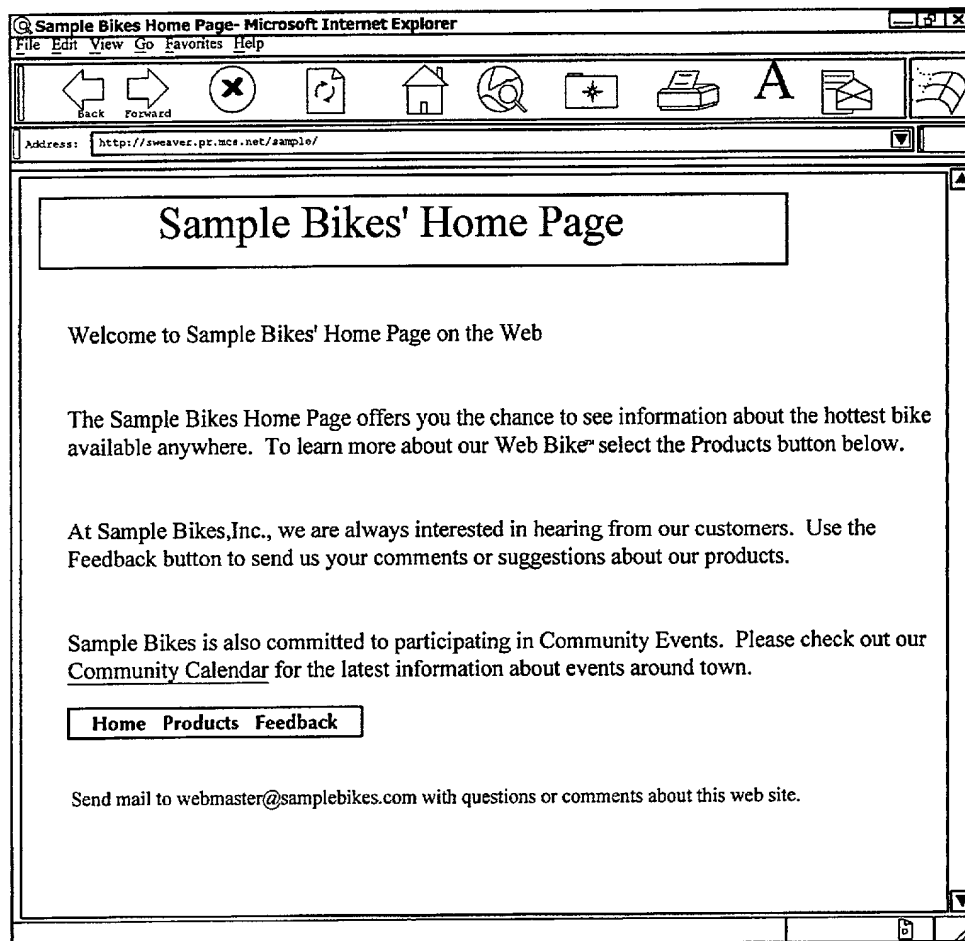 Sample Bikes Home Page- Microsoft Internet Explorer
File Edit View Go Favorites Help
A
Back Forward
Address: http://sweaver.pr.mcs.net/sample/
Sample Bikes' Home Page
Welcome to Sample Bikes' Home Page on the Web
The Sample Bikes Home Page offers you the chance to see information about the hottest bike
available anywhere. To learn more about our Web Bike™ select the Products button below.
At Sample Bikes,Inc., we are always interested in hearing from our customers. Use the
Feedback button to send us your comments or suggestions about our products.
Sample Bikes is also committed to participating in Community Events. Please check out our
Community Calendar for the latest information about events around town.
Home Products Feedback
Send mail to webmaster@samplebikes.com with questions or comments about this web site.